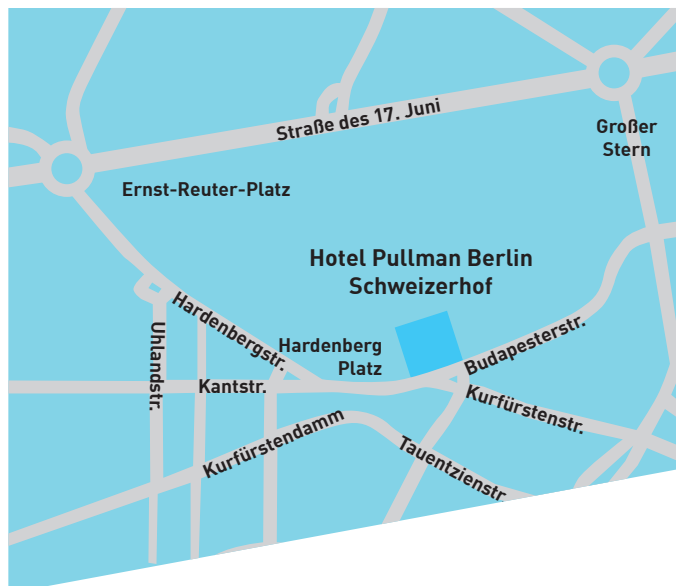 Straße des 17. Juni
Großer
Stern
Ernst-Reuter-Platz
Hotel Pullman Berlin
Schweizerhof
Hardenbergstr.
Hardenberg
Platz
Budapesterstr.
Uhlandstr.
Kantstr.
Kurfürstenstr.
Kurfürstendamm
Tauentzienstr